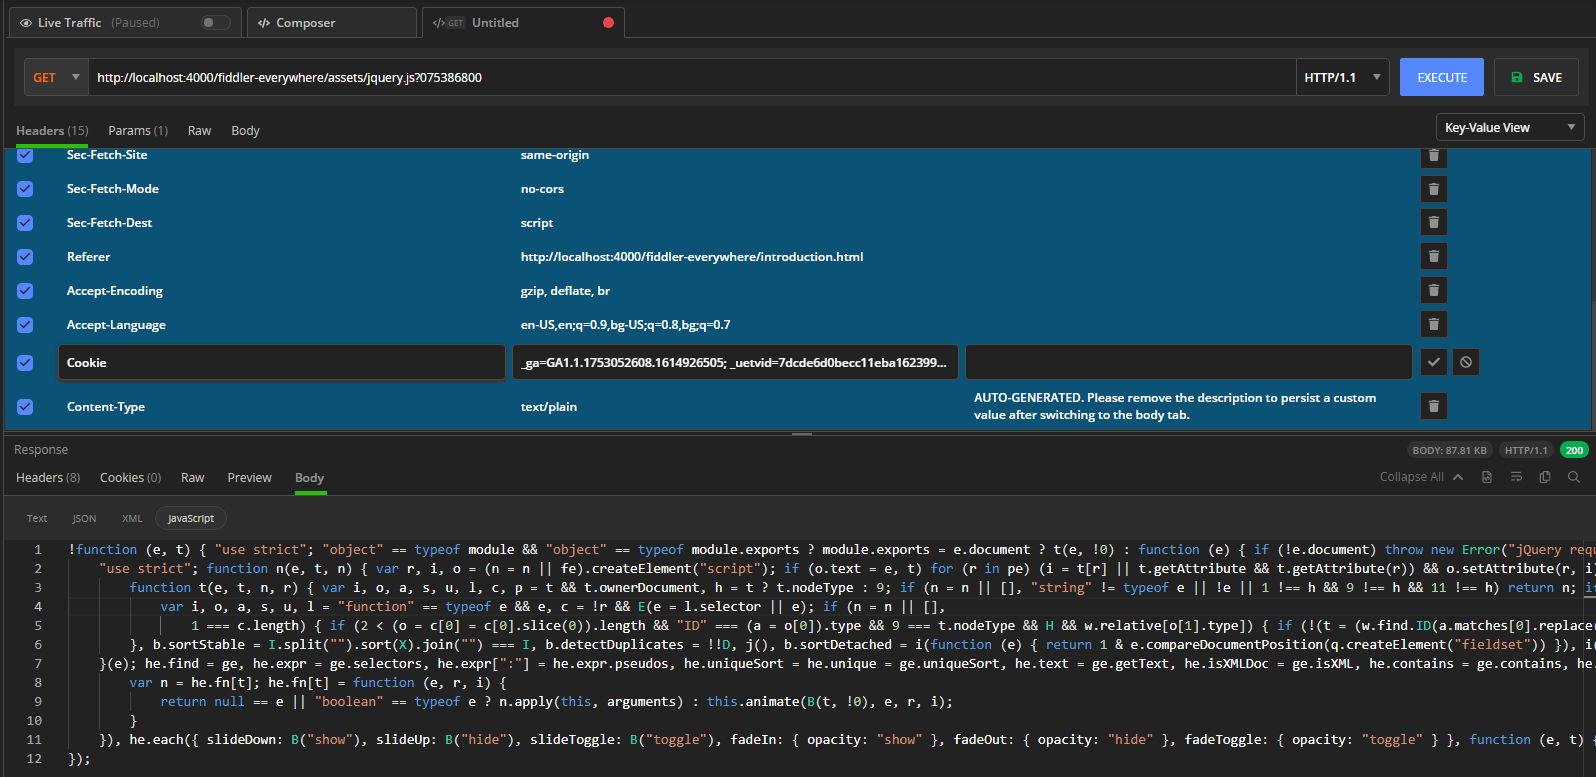 Live Traffic (Paused) </> Composer </> GET Untitled
GET http://localhost:4000/fiddler-everywhere/assets/jquery.js?075386800 HTTP/1.1 EXECUTE SAVE
Headers (15) Params (1) Raw Body Key-Value View
Sec-Fetch-Site same-origin
Sec-Fetch-Mode no-cors
Sec-Fetch-Dest script
Referer http://localhost:4000/fiddler-everywhere/introduction.html
Accept-Encoding gzip, deflate, br
Accept-Language en-US,en;q=0.9,bg-US;q=0.8,bg;q=0.7
Cookie _ga=GA1.1.1753052608.1614926505; _uetvid=7dcde6d0becc11eba162399...
Content-Type text/plain AUTO-GENERATED. Please remove the description to persist a custom
value after switching to the body tab.
Response BODY: 87.81 KB HTTP/1.1 200
Headers (8) Cookies (0) Raw Preview Body Collapse All
Text JSON XML JavaScript
1 !function (e, t) { "use strict"; "object" == typeof module && "object" == typeof module.exports ? module.exports = e.document ? t(e, !0) : function (e) { if (!e.document) throw new Error("jQuery requ
2 "use strict"; function n(e, t, n) { var r, i, o = (n = n || fe).createElement("script"); if (o.text = e, t) for (r in pe) (i = t[r] || t.getAttribute && t.getAttribute(r)) && o.setAttribute(r, i)
3 function t(e, t, n, r) { var i, o, a, s, u, l, c, p = t && t.ownerDocument, h = t ? t.nodeType : 9; if (n = n || [], "string" != typeof e || !e || 1 !== h && 9 !== h && 11 !== h) return n; if
4 var i, o, a, s, u, l = "function" == typeof e && e, c = !r && E(e = l.selector || e); if (n = n || [],
5 1 === c.length) { if (2 < (o = c[0] = c[0].slice(0)).length && "ID" === (a = o[0]).type && 9 === t.nodeType && H && w.relative[o[1].type]) { if (!(t = (w.find.ID(a.matches[0].replace(
6 }, b.sortStable = I.split("").sort(X).join("") === I, b.detectDuplicates = !!D, j(), b.sortDetached = i(function (e) { return 1 & e.compareDocumentPosition(q.createElement("fieldset")) }), i(
7 }(e); he.find = ge, he.expr = ge.selectors, he.expr[":"] = he.expr.pseudos, he.uniqueSort = he.unique = ge.uniqueSort, he.text = ge.getText, he.isXMLDoc = ge.isXML, he.contains = ge.contains, he.
8 var n = he.fn[t]; he.fn[t] = function (e, r, i) {
9 return null == e || "boolean" == typeof e ? n.apply(this, arguments) : this.animate(B(t, !0), e, r, i);
10 }
11 }), he.each({ slideDown: B("show"), slideUp: B("hide"), slideToggle: B("toggle"), fadeIn: { opacity: "show" }, fadeOut: { opacity: "hide" }, fadeToggle: { opacity: "toggle" } }, function (e, t) {
12 });